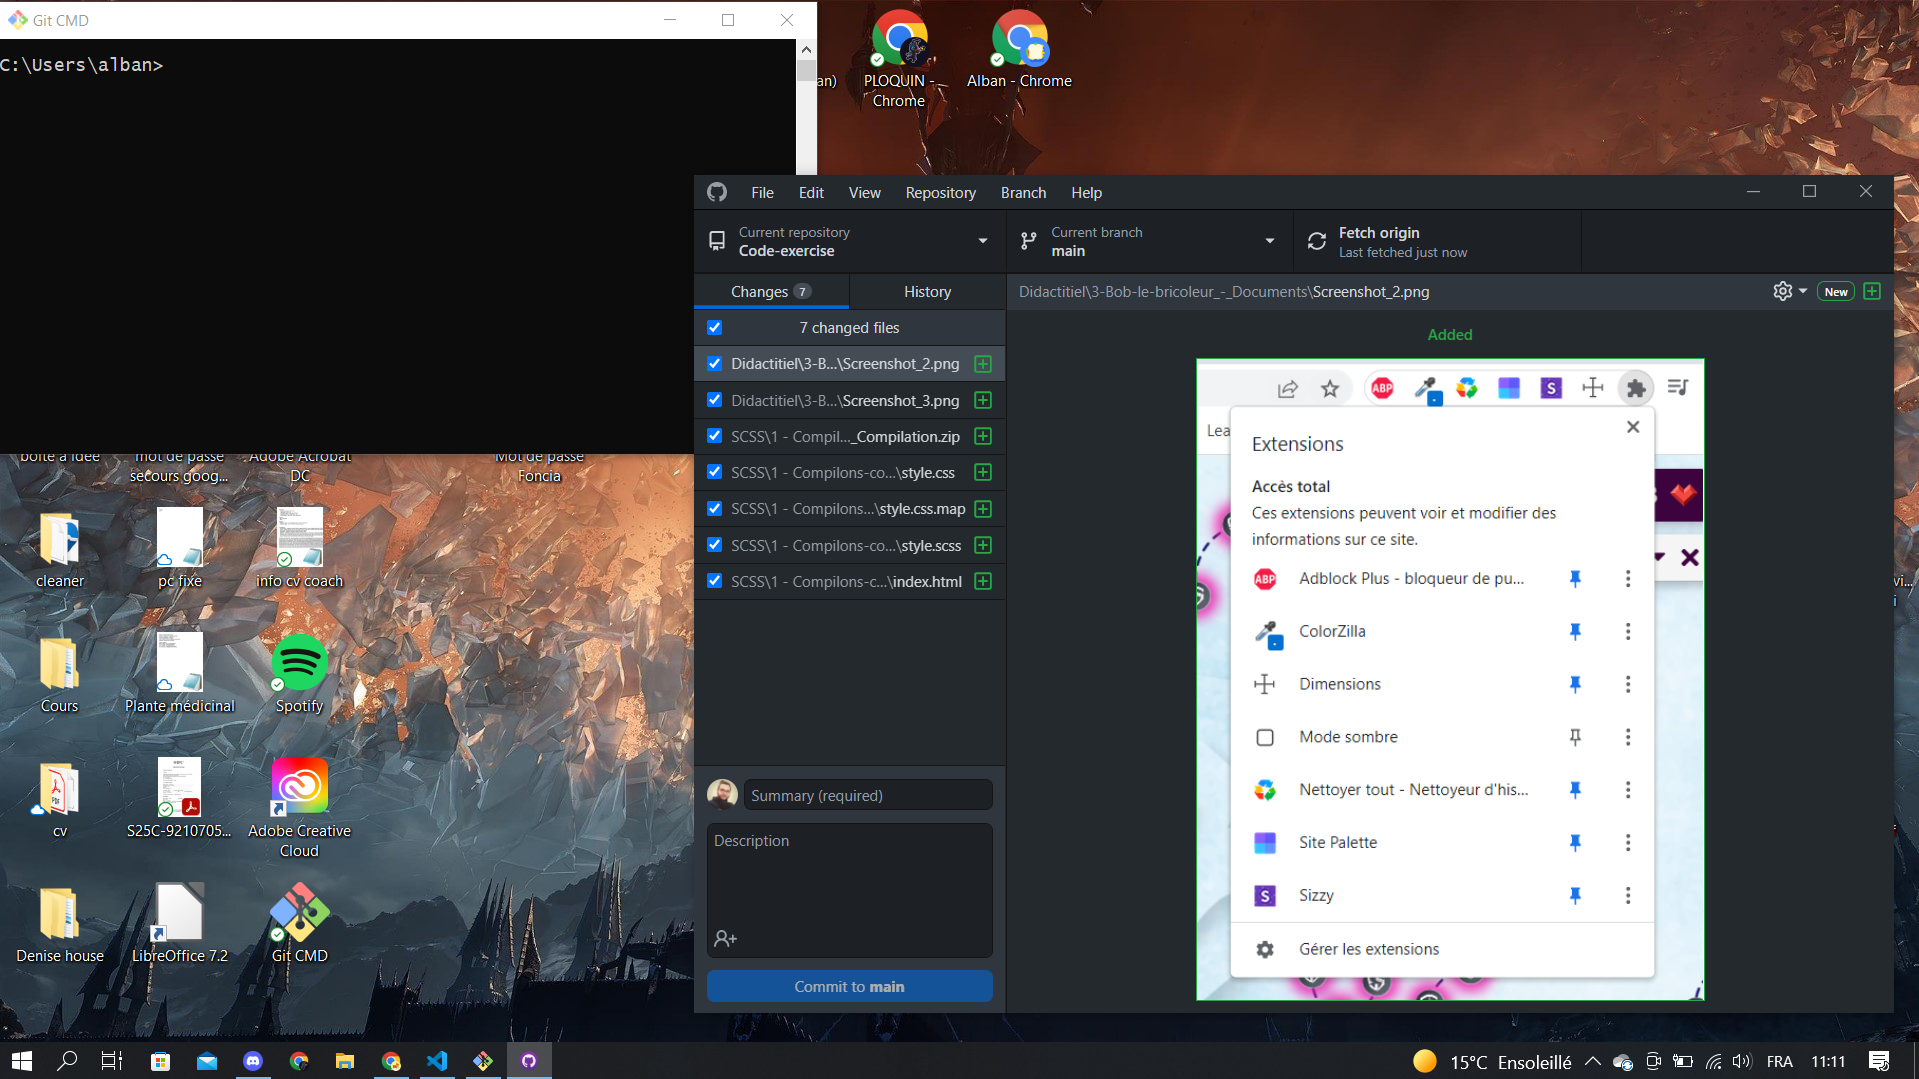 Git CMD
C:\Users\alban>
an)
PLOQUIN -
Chrome
Alban - Chrome
boite à idée
mot de passe
secours goog...
Adobe Acrobat
DC
Mot de passe
Foncia
cleaner
pc fixe
info cv coach
Cours
Plante médicinal
Spotify
cv
S25C-9210705...
Adobe Creative
Cloud
Denise house
LibreOffice 7.2
Git CMD
File
Edit
View
Repository
Branch
Help
Current repository
Code-exercise
Current branch
main
Fetch origin
Last fetched just now
Changes 7
History
Didactitiel\3-Bob-le-bricoleur_-_Documents\Screenshot_2.png
New
7 changed files
Didactitiel\3-B...\Screenshot_2.png
Didactitiel\3-B...\Screenshot_3.png
SCSS\1 - Compil..._Compilation.zip
SCSS\1 - Compilons-co...\style.css
SCSS\1 - Compilons...\style.css.map
SCSS\1 - Compilons-co...\style.scss
SCSS\1 - Compilons-c...\index.html
Summary (required)
Description
Commit to main
Added
ABP
S
Lea
Extensions
Accès total
Ces extensions peuvent voir et modifier des
informations sur ce site.
ABP
Adblock Plus - bloqueur de pu...
ColorZilla
Dimensions
Mode sombre
Nettoyer tout - Nettoyeur d'his...
Site Palette
S
Sizzy
Gérer les extensions
vi...
i
15°C Ensoleillé
FRA
11:11